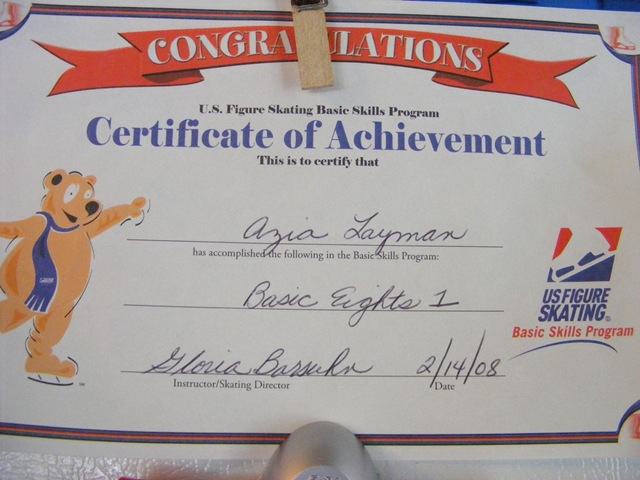 CONGRA ULATIONS
U.S. Figure Skating Basic Skills Program
Certificate of Achievement
This is to certify that
Azia Layman
has accomplished the following in the Basic Skills Program:
Basic Eights 1
Gloria
2/14/08
Instructor/Skating Director
Date
US FIGURE
SKATING
Basic Skills Program